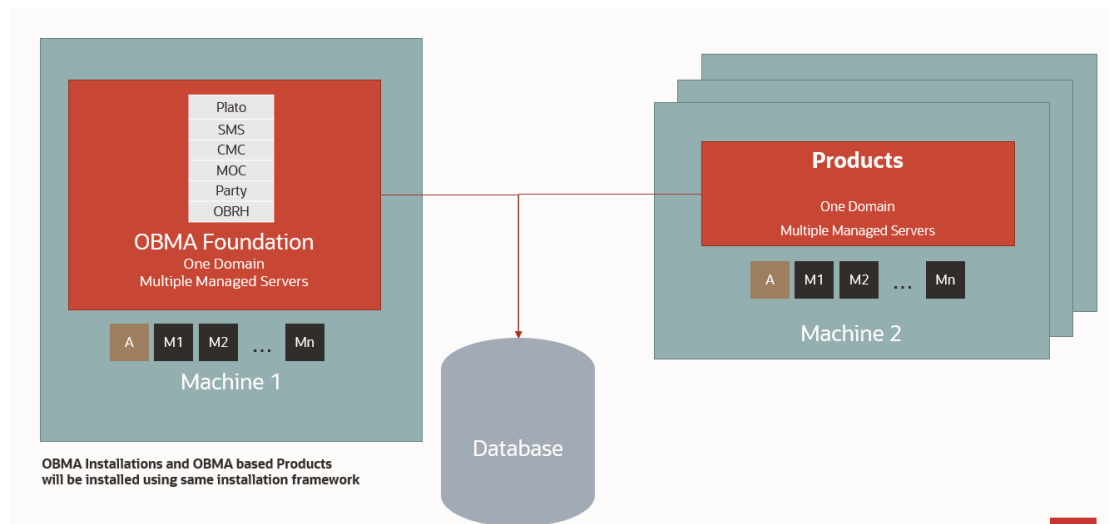 Plato
SMS
CMC
MOC
Party
OBRH
OBMA Foundation
One Domain
Multiple Managed Servers
A M1 M2 ... Mn
Machine 1
OBMA Installations and OBMA based Products
will be installed using same installation framework
Database
Products
One Domain
Multiple Managed Servers
A M1 M2 ... Mn
Machine 2